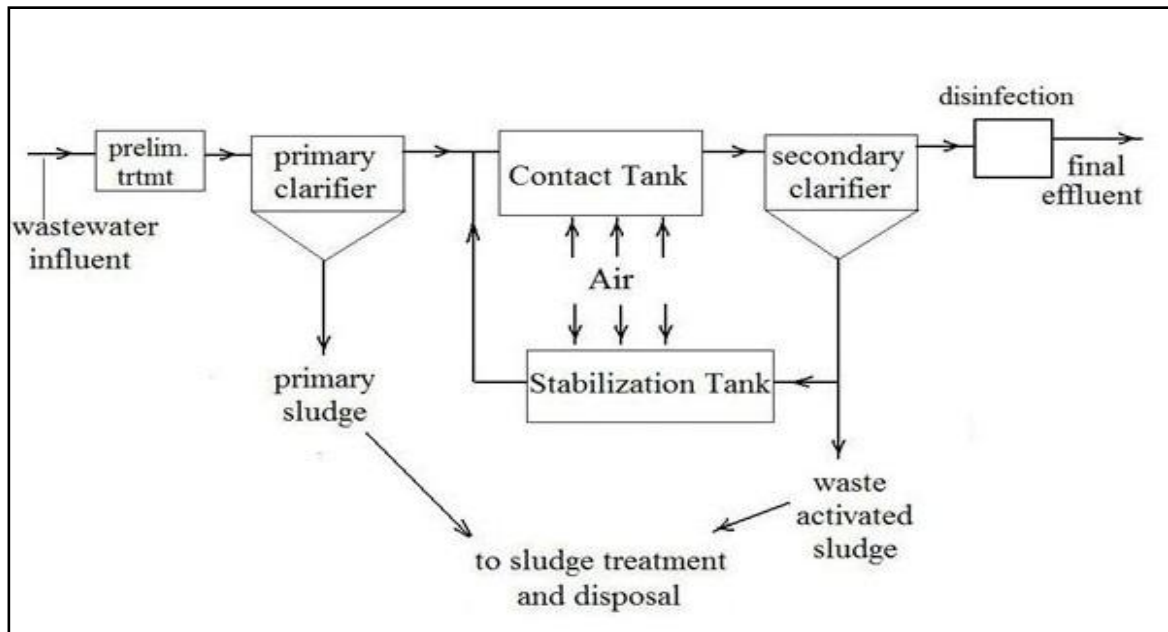 disinfection
prelim.
trtmt
primary
clarifier
Contact Tank
secondary
clarifier
final
effluent
wastewater
influent
Air
Stabilization Tank
primary
sludge
waste
activated
sludge
to sludge treatment
and disposal